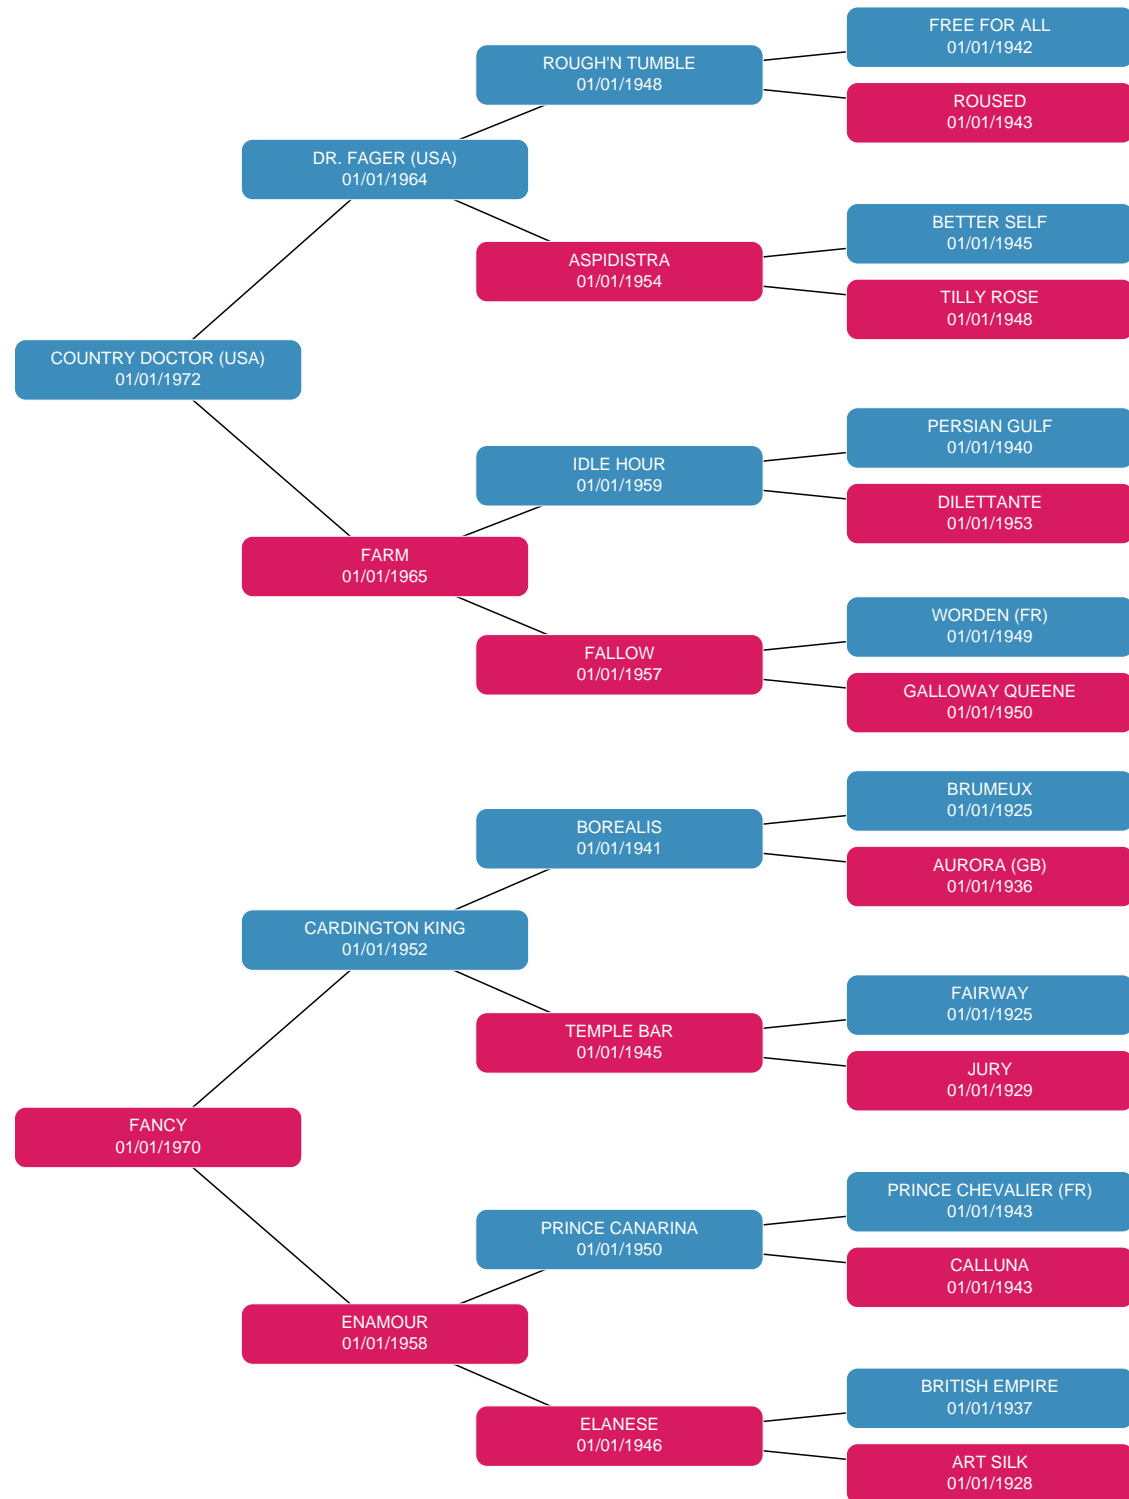 FREE FOR ALL
01/01/1942
ROUGH'N TUMBLE
01/01/1948
ROUSED
01/01/1943
DR. FAGER (USA)
01/01/1964
BETTER SELF
01/01/1945
ASPIDISTRA
01/01/1954
TILLY ROSE
01/01/1948
COUNTRY DOCTOR (USA)
01/01/1972
PERSIAN GULF
01/01/1940
IDLE HOUR
01/01/1959
DILETTANTE
01/01/1953
FARM
01/01/1965
WORDEN (FR)
01/01/1949
FALLOW
01/01/1957
GALLOWAY QUEENE
01/01/1950
BRUMEUX
01/01/1925
BOREALIS
01/01/1941
AURORA (GB)
01/01/1936
CARDINGTON KING
01/01/1952
FAIRWAY
01/01/1925
TEMPLE BAR
01/01/1945
JURY
01/01/1929
FANCY
01/01/1970
PRINCE CHEVALIER (FR)
01/01/1943
PRINCE CANARINA
01/01/1950
CALLUNA
01/01/1943
ENAMOUR
01/01/1958
BRITISH EMPIRE
01/01/1937
ELANESE
01/01/1946
ART SILK
01/01/1928